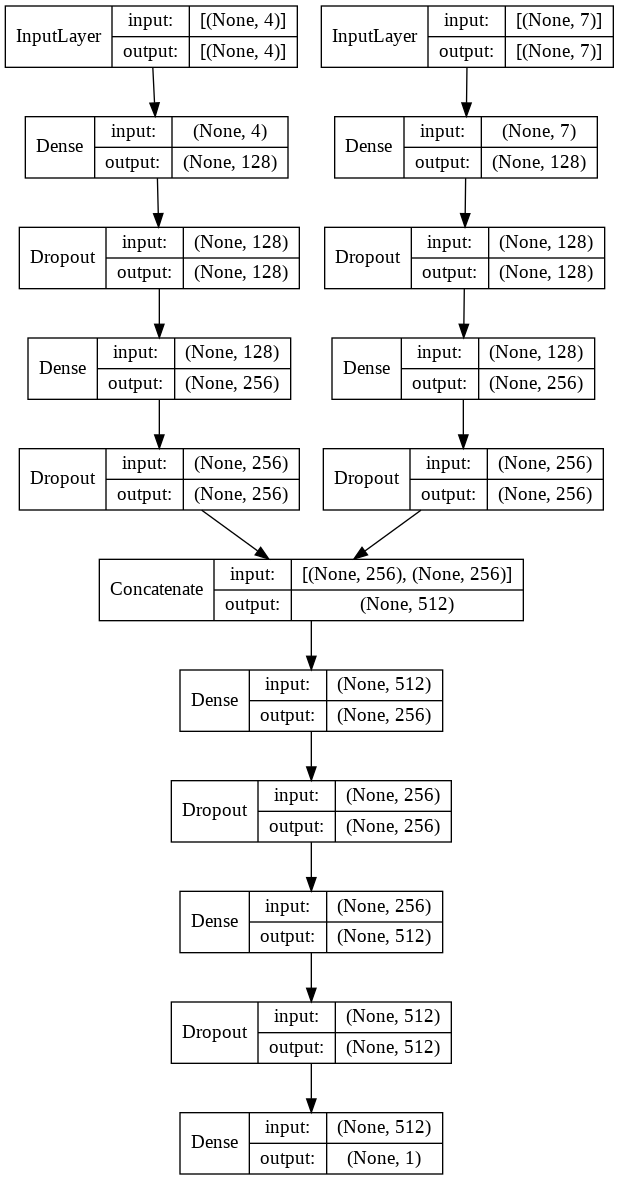 InputLayer input: [(None, 4)]
output: [(None, 4)]
InputLayer input: [(None, 7)]
output: [(None, 7)]
Dense input: (None, 4)
output: (None, 128)
Dense input: (None, 7)
output: (None, 128)
Dropout input: (None, 128)
output: (None, 128)
Dropout input: (None, 128)
output: (None, 128)
Dense input: (None, 128)
output: (None, 256)
Dense input: (None, 128)
output: (None, 256)
Dropout input: (None, 256)
output: (None, 256)
Dropout input: (None, 256)
output: (None, 256)
Concatenate input: [(None, 256), (None, 256)]
output: (None, 512)
Dense input: (None, 512)
output: (None, 256)
Dropout input: (None, 256)
output: (None, 256)
Dense input: (None, 256)
output: (None, 512)
Dropout input: (None, 512)
output: (None, 512)
Dense input: (None, 512)
output: (None, 1)